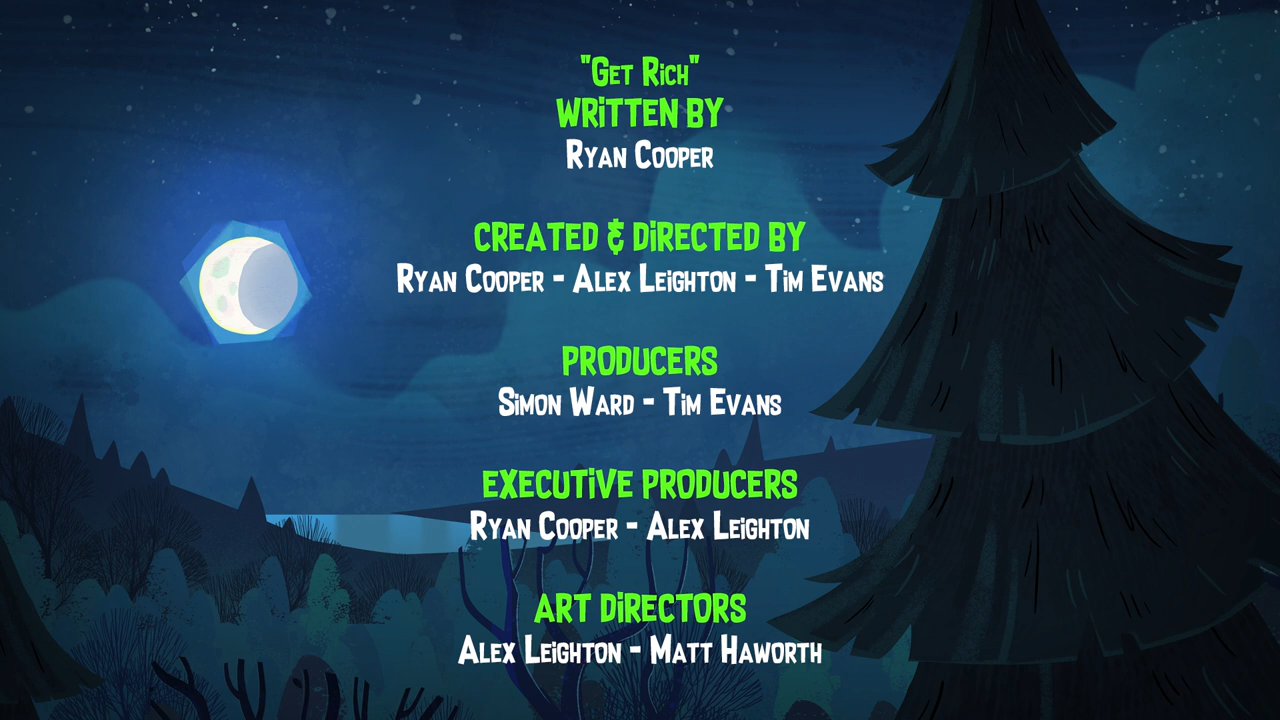 "Get Rich"
WRITTEN BY
Ryan Cooper
CREATED & DIRECTED BY
Ryan Cooper - Alex Leighton - Tim Evans
PRODUCERS
Simon Ward - Tim Evans
EXECUTIVE PRODUCERS
Ryan Cooper - Alex Leighton
ART DIRECTORS
Alex Leighton - Matt Haworth